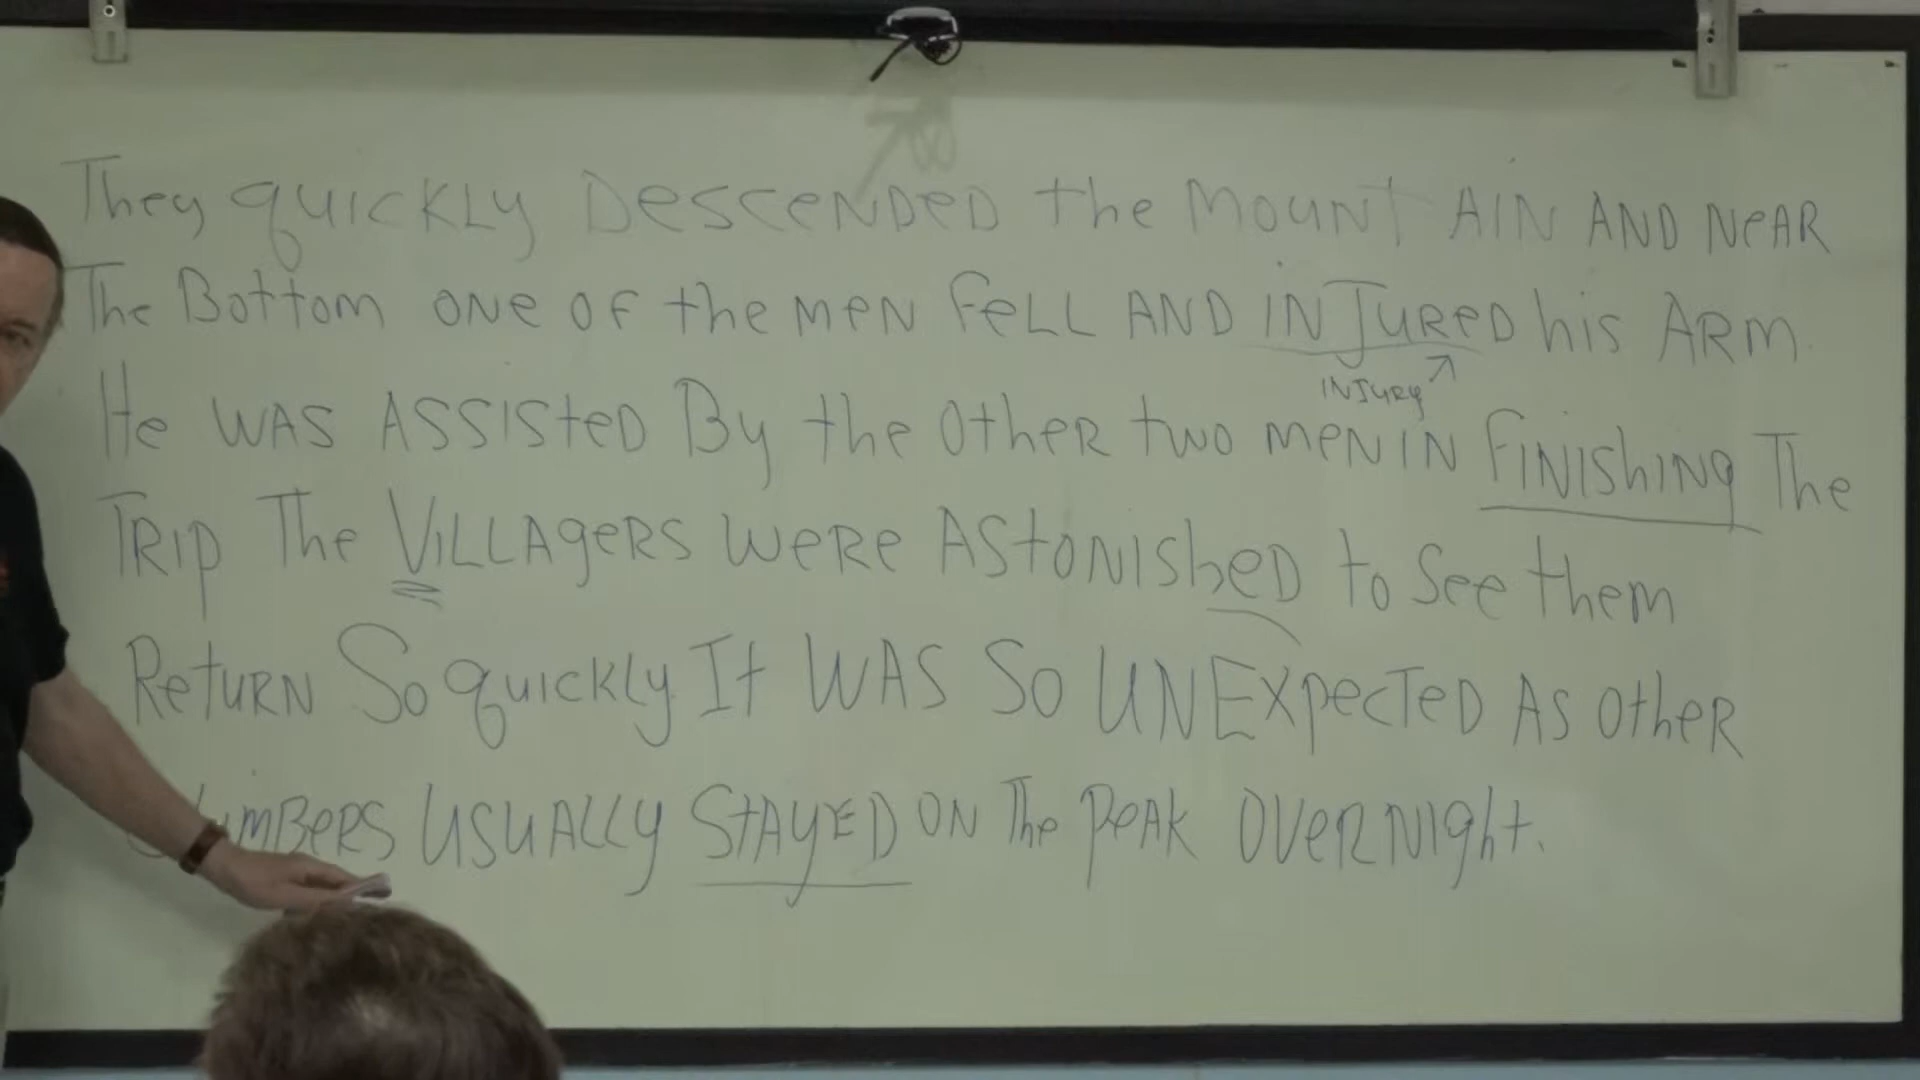 They quickly Descended the Mount Ain AND Near
The Bottom one of the men fell AND INJured his ARM
INJury
He was Assisted By the other two men IN finishing The
Trip The Villagers were Astonished to See them
Return So quickly It was So UNExpected As other
usually stayed on The peak overnight.